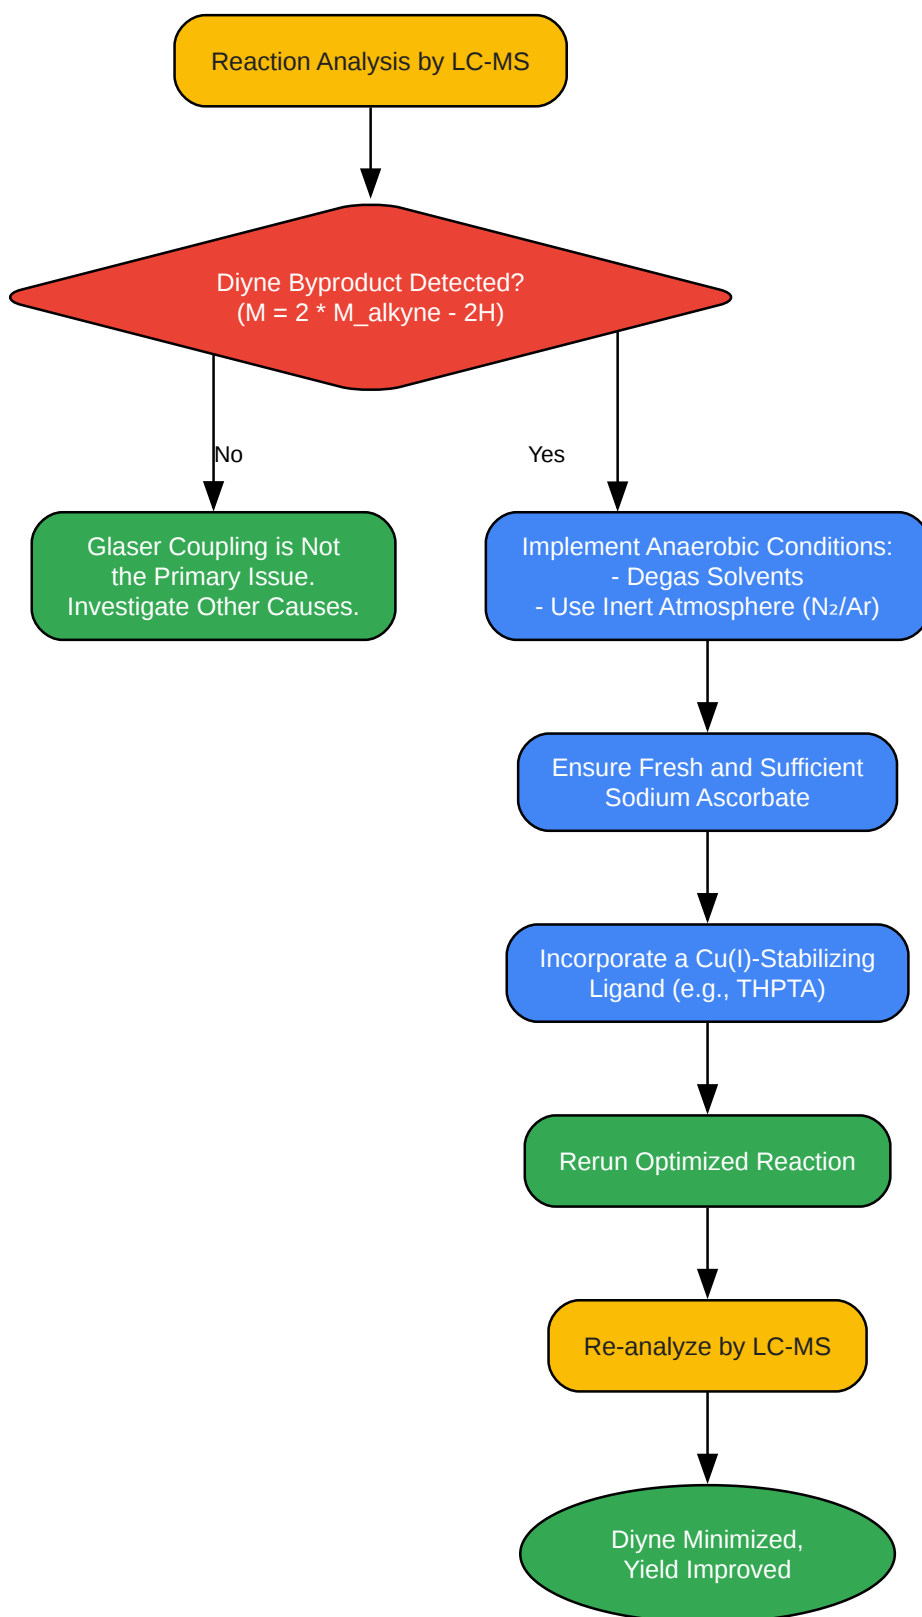 Reaction Analysis by LC-MS
Diyne Byproduct Detected?
(M = 2 * M_alkyne - 2H)
No
Yes
Glaser Coupling is Not
the Primary Issue.
Investigate Other Causes.
Implement Anaerobic Conditions:
- Degas Solvents
- Use Inert Atmosphere (N₂/Ar)
Ensure Fresh and Sufficient
Sodium Ascorbate
Incorporate a Cu(I)-Stabilizing
Ligand (e.g., THPTA)
Rerun Optimized Reaction
Re-analyze by LC-MS
Diyne Minimized,
Yield Improved